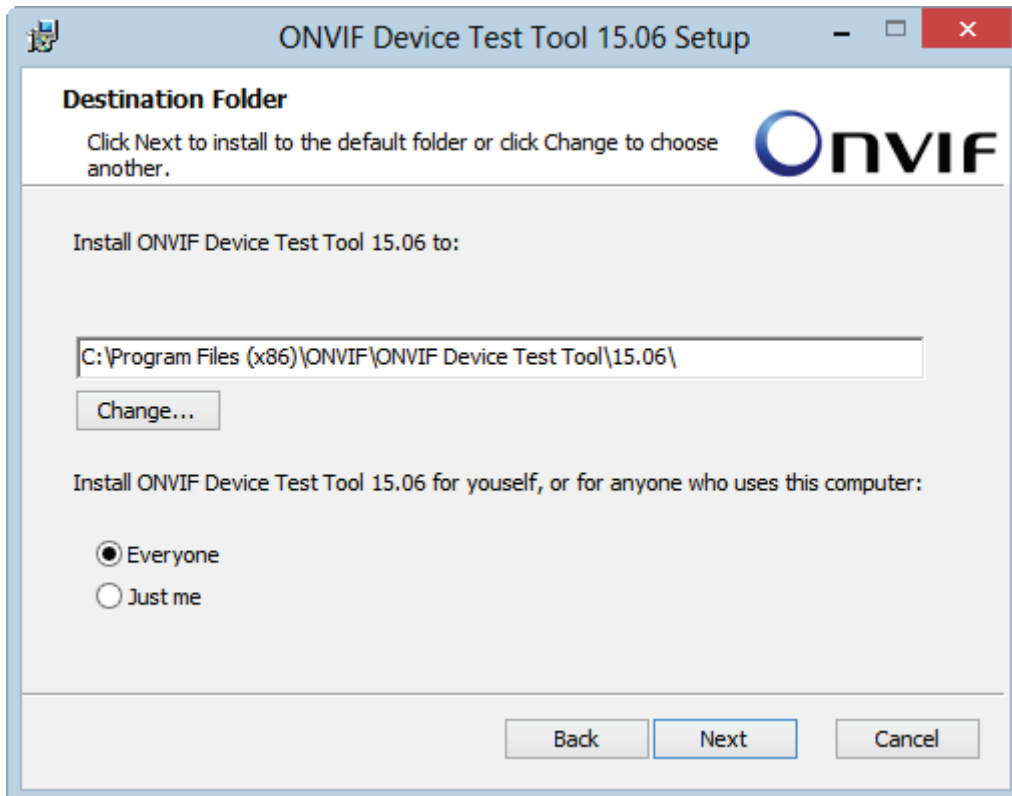 ONVIF Device Test Tool 15.06 Setup
Destination Folder
Click Next to install to the default folder or click Change to choose
another.
ONVIF
Install ONVIF Device Test Tool 15.06 to:
C:\Program Files (x86)\ONVIF\ONVIF Device Test Tool\15.06\
Change...
Install ONVIF Device Test Tool 15.06 for youself, or for anyone who uses this computer:
Everyone
Just me
Back Next Cancel